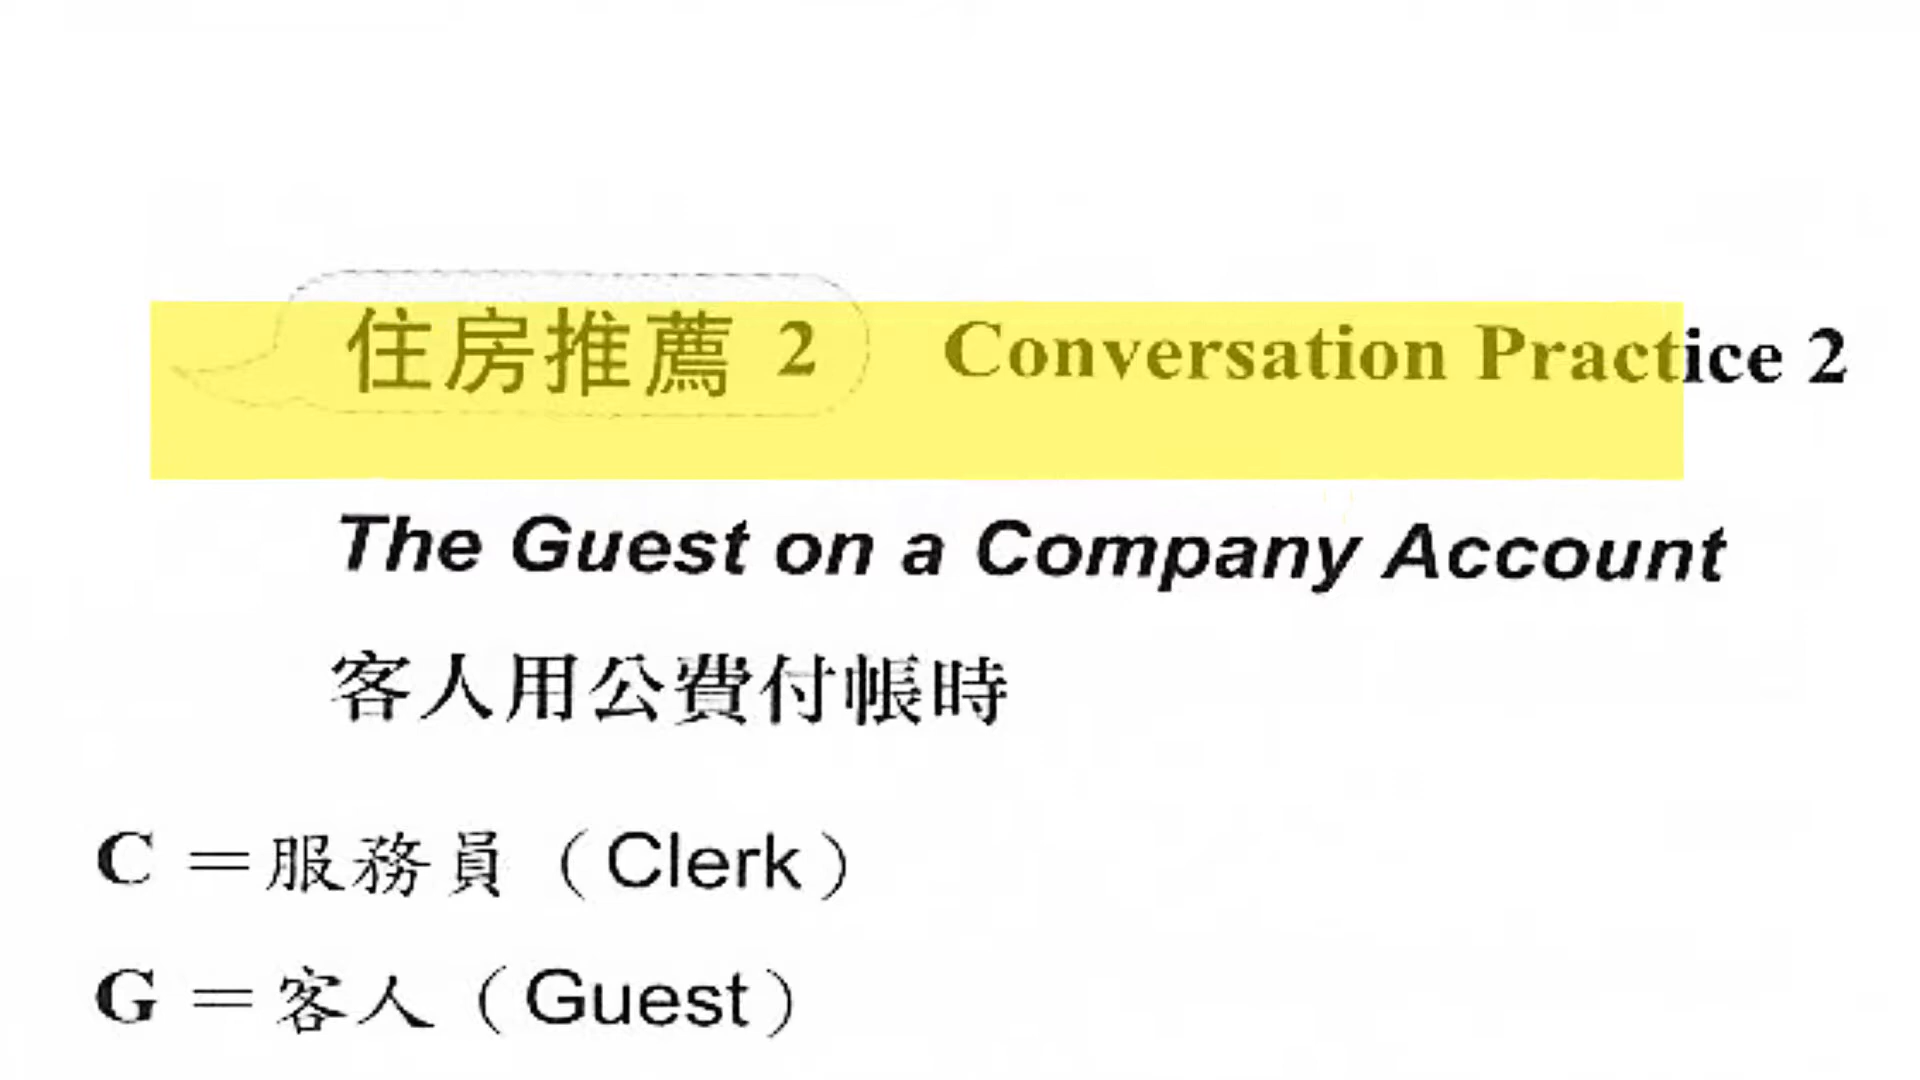 住房推薦 2 Conversation Practice 2
The Guest on a Company Account
客人用公費付帳時
C＝服務員（Clerk）
G＝客人（Guest）